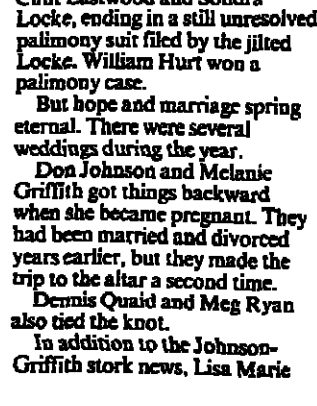 Clint Eastwood and Sondra
Locke, ending in a still unresolved
palimony suit filed by the jilted
Locke. William Hurt won a
palimony case.
But hope and marriage spring
eternal. There were several
weddings during the year.
Don Johnson and Melanie
Griffith got things backward
when she became pregnant. They
had been married and divorced
years earlier, but they made the
trip to the altar a second time.
Dennis Quaid and Meg Ryan
also tied the knot.
In addition to the Johnson-
Griffith stork news, Lisa Marie